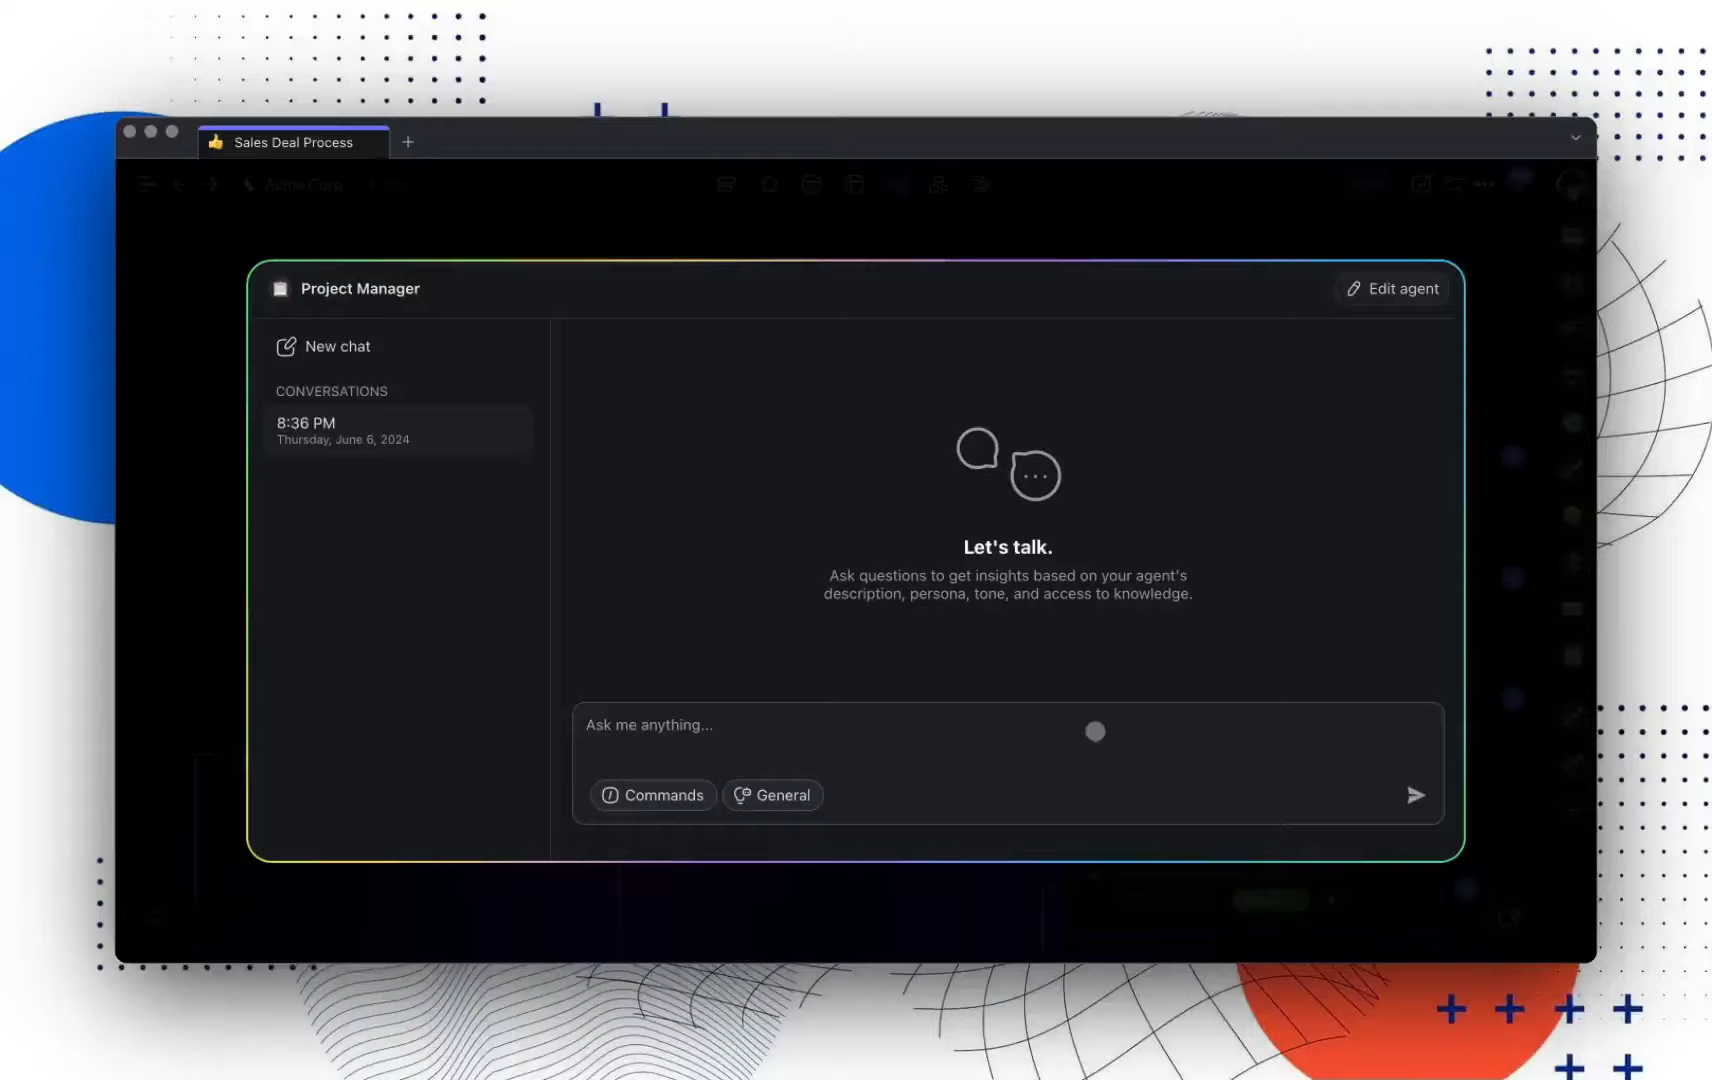 Sales Deal Process
Acme Corp
Project Manager
Edit agent
New chat
CONVERSATIONS
8:36 PM
Thursday, June 6, 2024
Let's talk.
Ask questions to get insights based on your agent's
description, persona, tone, and access to knowledge.
Ask me anything...
Commands
General